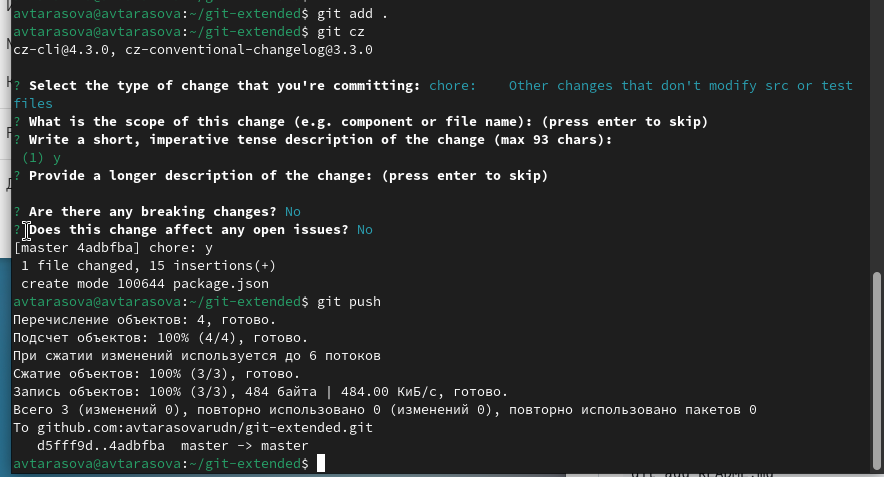 avtarasova@avtarasova:~/git-extended$ git add .
avtarasova@avtarasova:~/git-extended$ git cz
cz-cli@4.3.0, cz-conventional-changelog@3.3.0
? Select the type of change that you're committing: chore:    Other changes that don't modify src or test
files
? What is the scope of this change (e.g. component or file name): (press enter to skip)
? Write a short, imperative tense description of the change (max 93 chars):
 (1) y
? Provide a longer description of the change: (press enter to skip)
? Are there any breaking changes? No
? Does this change affect any open issues? No
[master 4adbfba] chore: y
 1 file changed, 15 insertions(+)
 create mode 100644 package.json
avtarasova@avtarasova:~/git-extended$ git push
Перечисление объектов: 4, готово.
Подсчет объектов: 100% (4/4), готово.
При сжатии изменений используется до 6 потоков
Сжатие объектов: 100% (3/3), готово.
Запись объектов: 100% (3/3), 484 байта | 484.00 КиБ/с, готово.
Всего 3 (изменений 0), повторно использовано 0 (изменений 0), повторно использовано пакетов 0
To github.com:avtarasovarudn/git-extended.git
   d5fff9d..4adbfba  master -> master
avtarasova@avtarasova:~/git-extended$